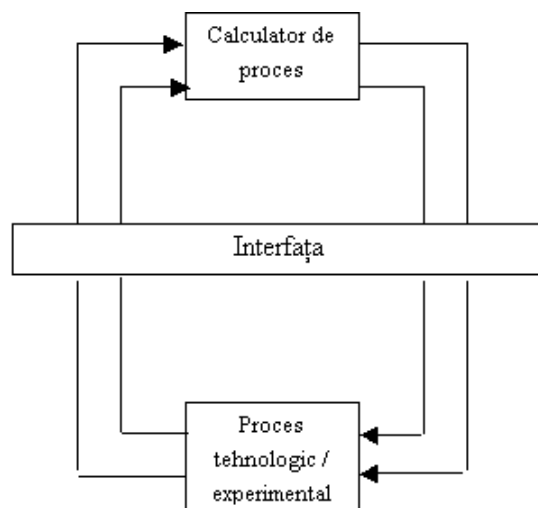 Calculator de
proces
Interfața
Proces
tehnologic /
experimental